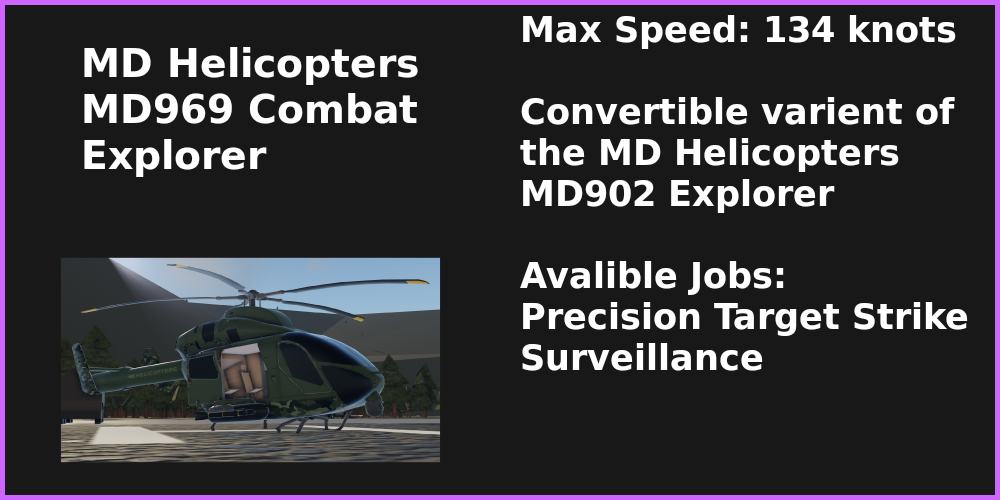 MD Helicopters
MD969 Combat
Explorer
Max Speed: 134 knots
Convertible varient of
the MD Helicopters
MD902 Explorer
Avalible Jobs:
Precision Target Strike
Surveillance